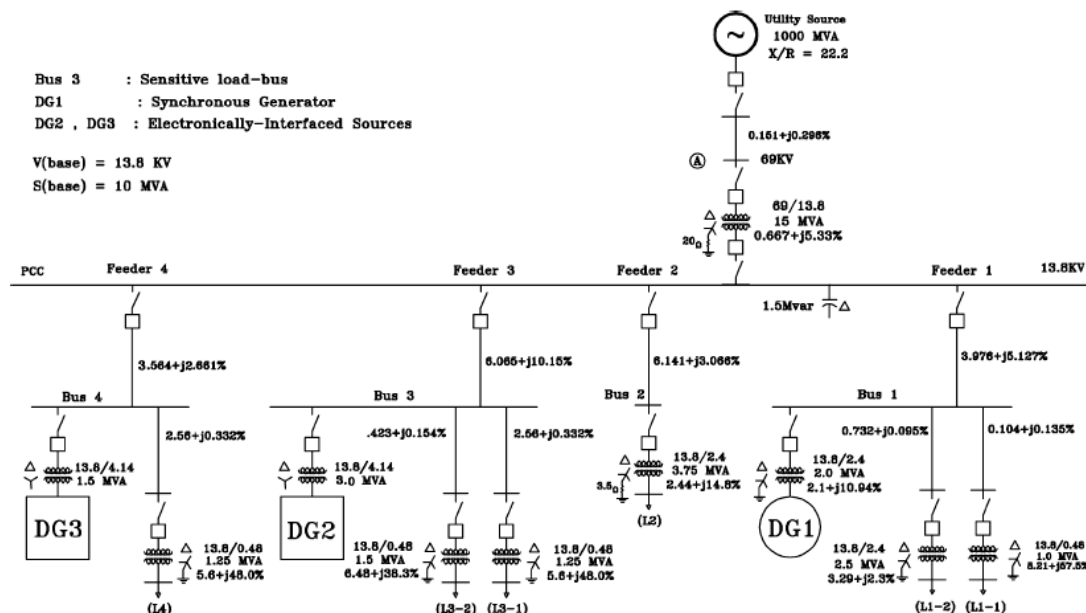 Utility Source
1000 MVA
X/R = 22.2
~
Bus 3 : Sensitive load-bus
DG1 : Synchronous Generator
DG2 , DG3 : Electronically-Interfaced Sources
V(base) = 13.8 KV
S(base) = 10 MVA
0.151+j0.296%
A
69KV
69/13.8
15 MVA
0.667+j5.33%
20Ω
PCC
Feeder 4
Feeder 3
Feeder 2
Feeder 1
13.8KV
1.5Mvar
3.564+j2.661%
6.065+j10.15%
6.141+j3.066%
3.976+j5.127%
Bus 4
Bus 3
Bus 2
Bus 1
2.56+j0.332%
.423+j0.154%
2.56+j0.332%
0.732+j0.095%
0.104+j0.135%
13.8/4.14
1.5 MVA
13.8/4.14
3.0 MVA
13.8/2.4
3.75 MVA
2.44+j14.8%
3.5Ω
13.8/2.4
2.0 MVA
2.1+j10.94%
DG3
DG2
(L2)
DG1
13.8/0.48
1.25 MVA
5.6+j48.0%
13.8/0.48
1.5 MVA
6.48+j38.3%
13.8/0.48
1.25 MVA
5.6+j48.0%
13.8/2.4
2.5 MVA
3.29+j2.3%
13.8/0.48
1.0 MVA
8.21+j57.5%
(L4)
(L3-2)
(L3-1)
(L1-2)
(L1-1)